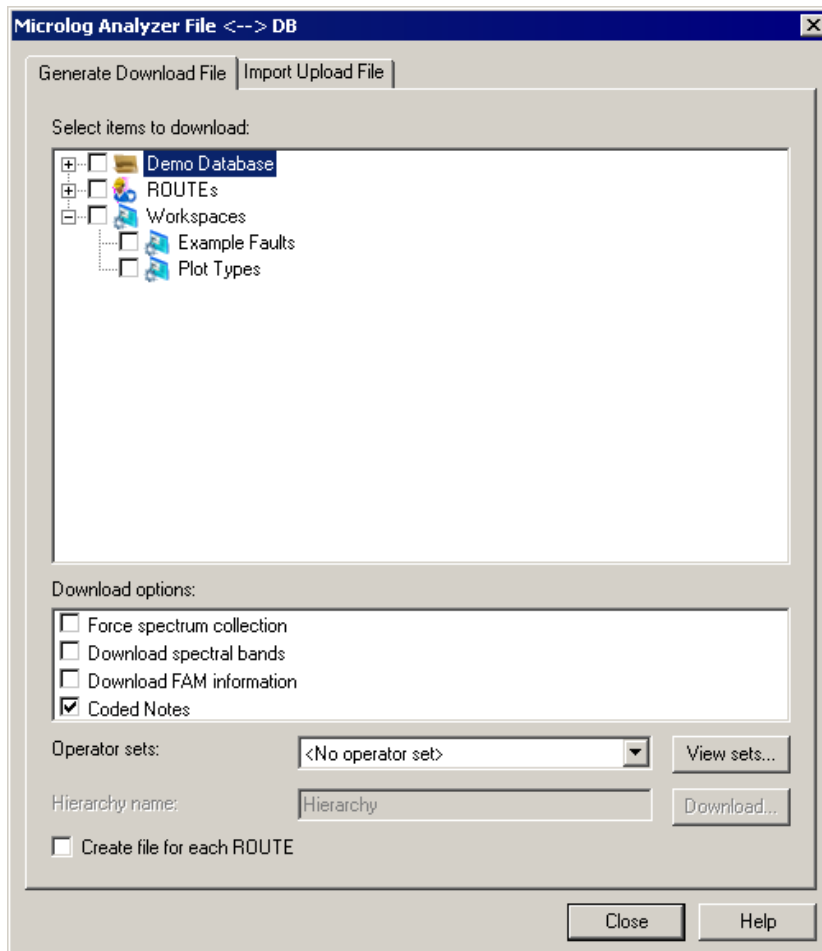 Microlog Analyzer File <--> DB
Generate Download File Import Upload File
Select items to download:
Demo Database
ROUTEs
Workspaces
Example Faults
Plot Types
Download options:
Force spectrum collection
Download spectral bands
Download FAM information
Coded Notes
Operator sets: <No operator set> View sets...
Hierarchy name: Hierarchy Download...
Create file for each ROUTE
Close Help